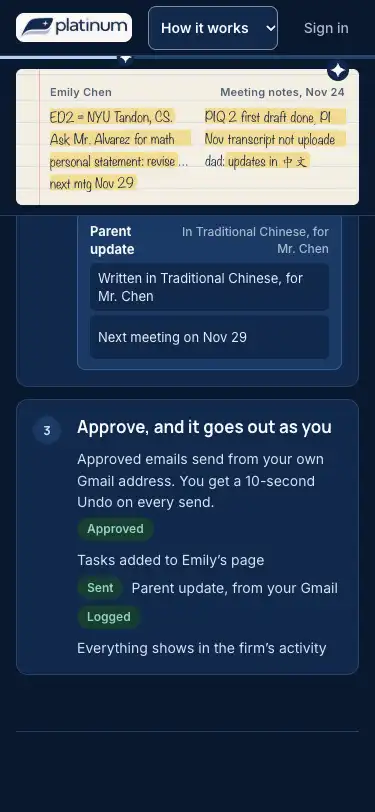 platinum
How it works
Sign in
Emily Chen
Meeting notes, Nov 24
ED2 = NYU Tandon, CS.
Ask Mr. Alvarez for math
personal statement: revise ...
next mtg Nov 29
PIQ 2 first draft done, PI
Nov transcript not uploade
dad: updates in 中文
Parent update
In Traditional Chinese, for
Mr. Chen
Written in Traditional Chinese, for
Mr. Chen
Next meeting on Nov 29
3
Approve, and it goes out as you
Approved emails send from your own
Gmail address. You get a 10-second
Undo on every send.
Approved
Tasks added to Emily’s page
Sent Parent update, from your Gmail
Logged
Everything shows in the firm’s activity